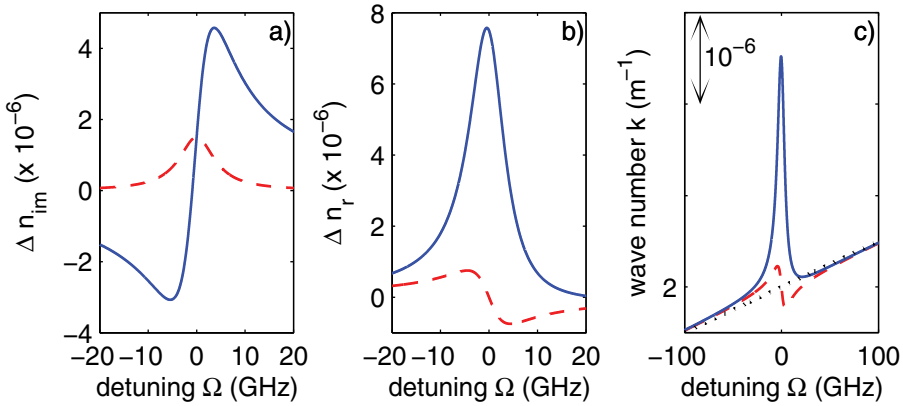 a)
Δ n_im (x 10^-6)
4
2
0
−2
−4
−20 −10 0 10 20
detuning Ω (GHz)
b)
Δ n_r (x 10^-6)
8
6
4
2
0
−20 −10 0 10 20
detuning Ω (GHz)
c)
10^-6
wave number k (m^-1)
2
−100 0 100
detuning Ω (GHz)